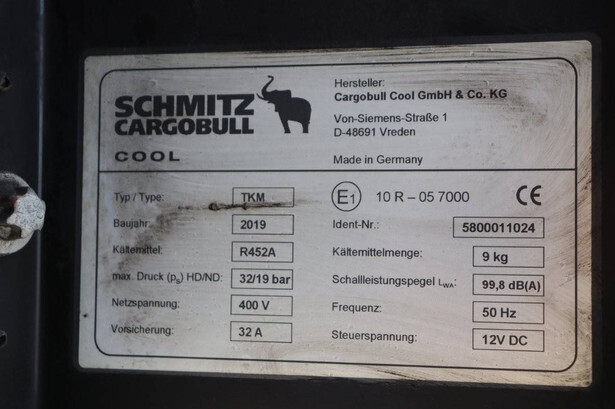 SCHMITZ
CARGOBULL
COOL
Hersteller:
Cargobull Cool GmbH & Co. KG
Von-Siemens-Straße 1
D-48691 Vreden
Made in Germany
Typ / Type: TKM E1 10 R – 05 7000 CE
Baujahr: 2019 Ident-Nr.: 5800011024
Kältemittel: R452A Kältemittelmenge: 9 kg
max. Druck (pS) HD/ND: 32/19 bar Schallleistungspegel LWA: 99,8 dB(A)
Netzspannung: 400 V Frequenz: 50 Hz
Vorsicherung: 32 A Steuerspannung: 12V DC